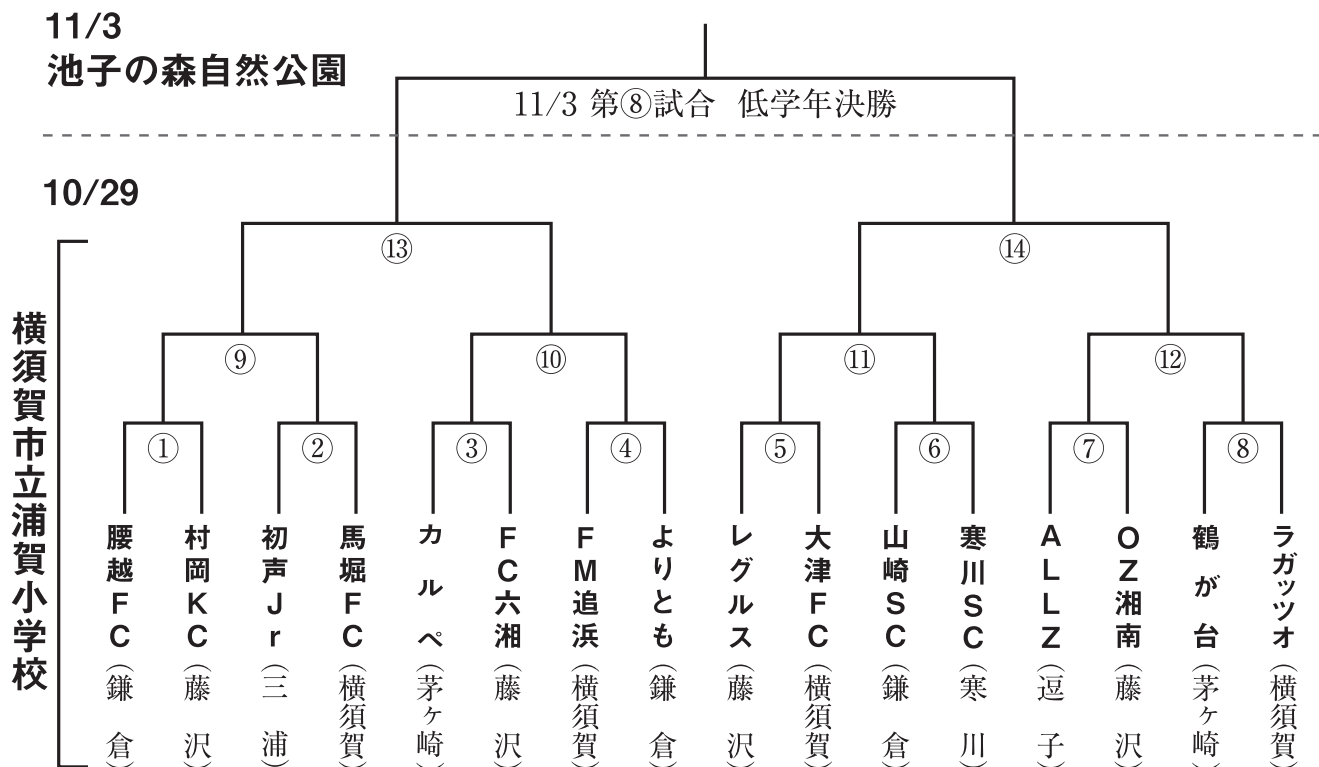 11/3
池子の森自然公園
11/3 第⑧試合 低学年決勝
10/29
横須賀市立浦賀小学校
⑬
⑭
⑨
⑩
⑪
⑫
①
②
③
④
⑤
⑥
⑦
⑧
腰越FC(鎌倉)
村岡KC(藤沢)
初声Jr(三浦)
馬堀FC(横須賀)
カルペ(茅ヶ崎)
FC六湘(藤沢)
FM追浜(横須賀)
よりとも(鎌倉)
レグルス(藤沢)
大津FC(横須賀)
山崎SC(鎌倉)
寒川SC(寒川)
ALLZ(逗子)
OZ湘南(藤沢)
鶴が台(茅ヶ崎)
ラガッツオ(横須賀)